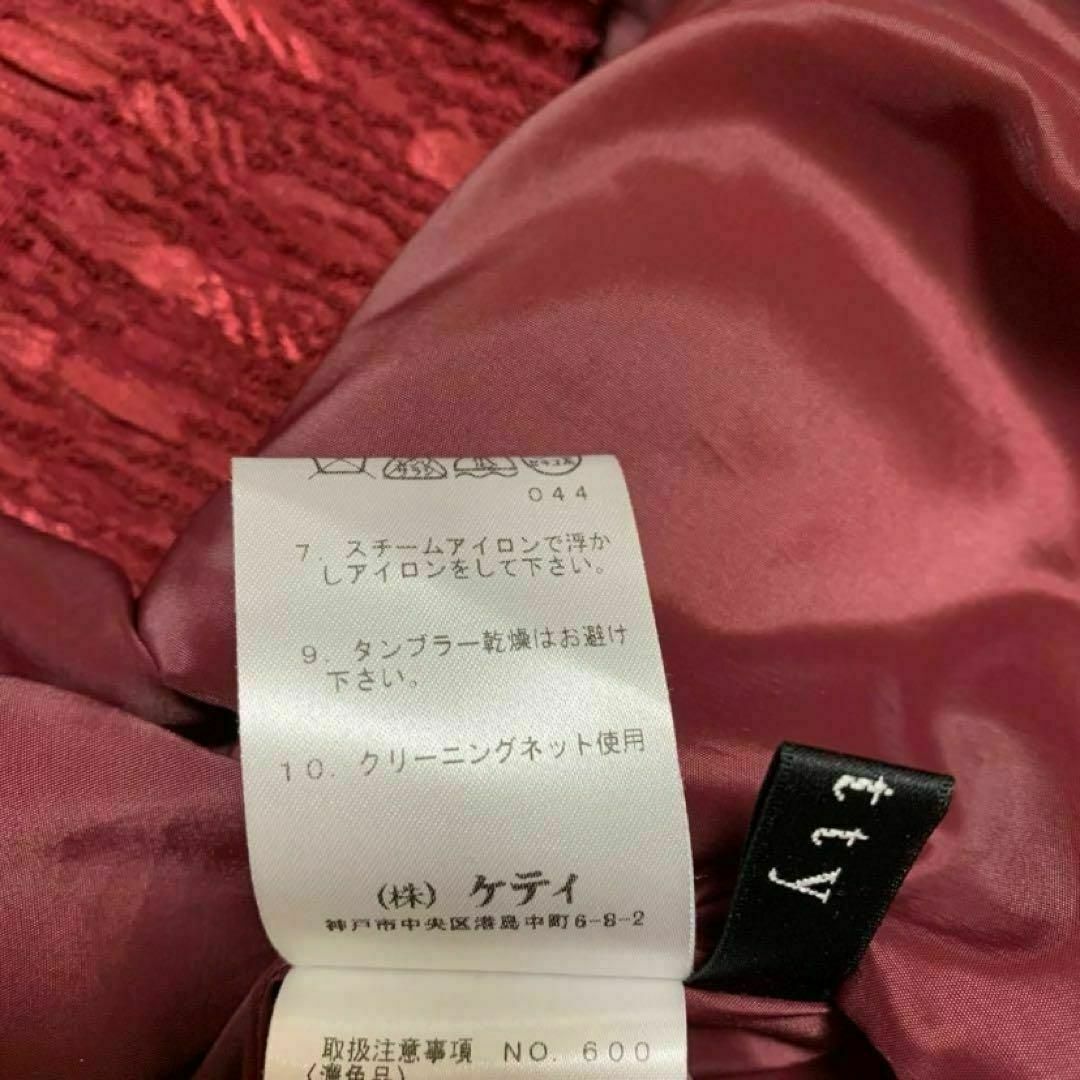 044
7. スチームアイロンで浮か
しアイロンをして下さい。
9. タンブラー乾燥はお避け
下さい。
10. クリーニングネット使用
(株) ケティ
神戸市中央区港島中町6-8-2
取扱注意事項 NO. 600
(濃色品)
tty